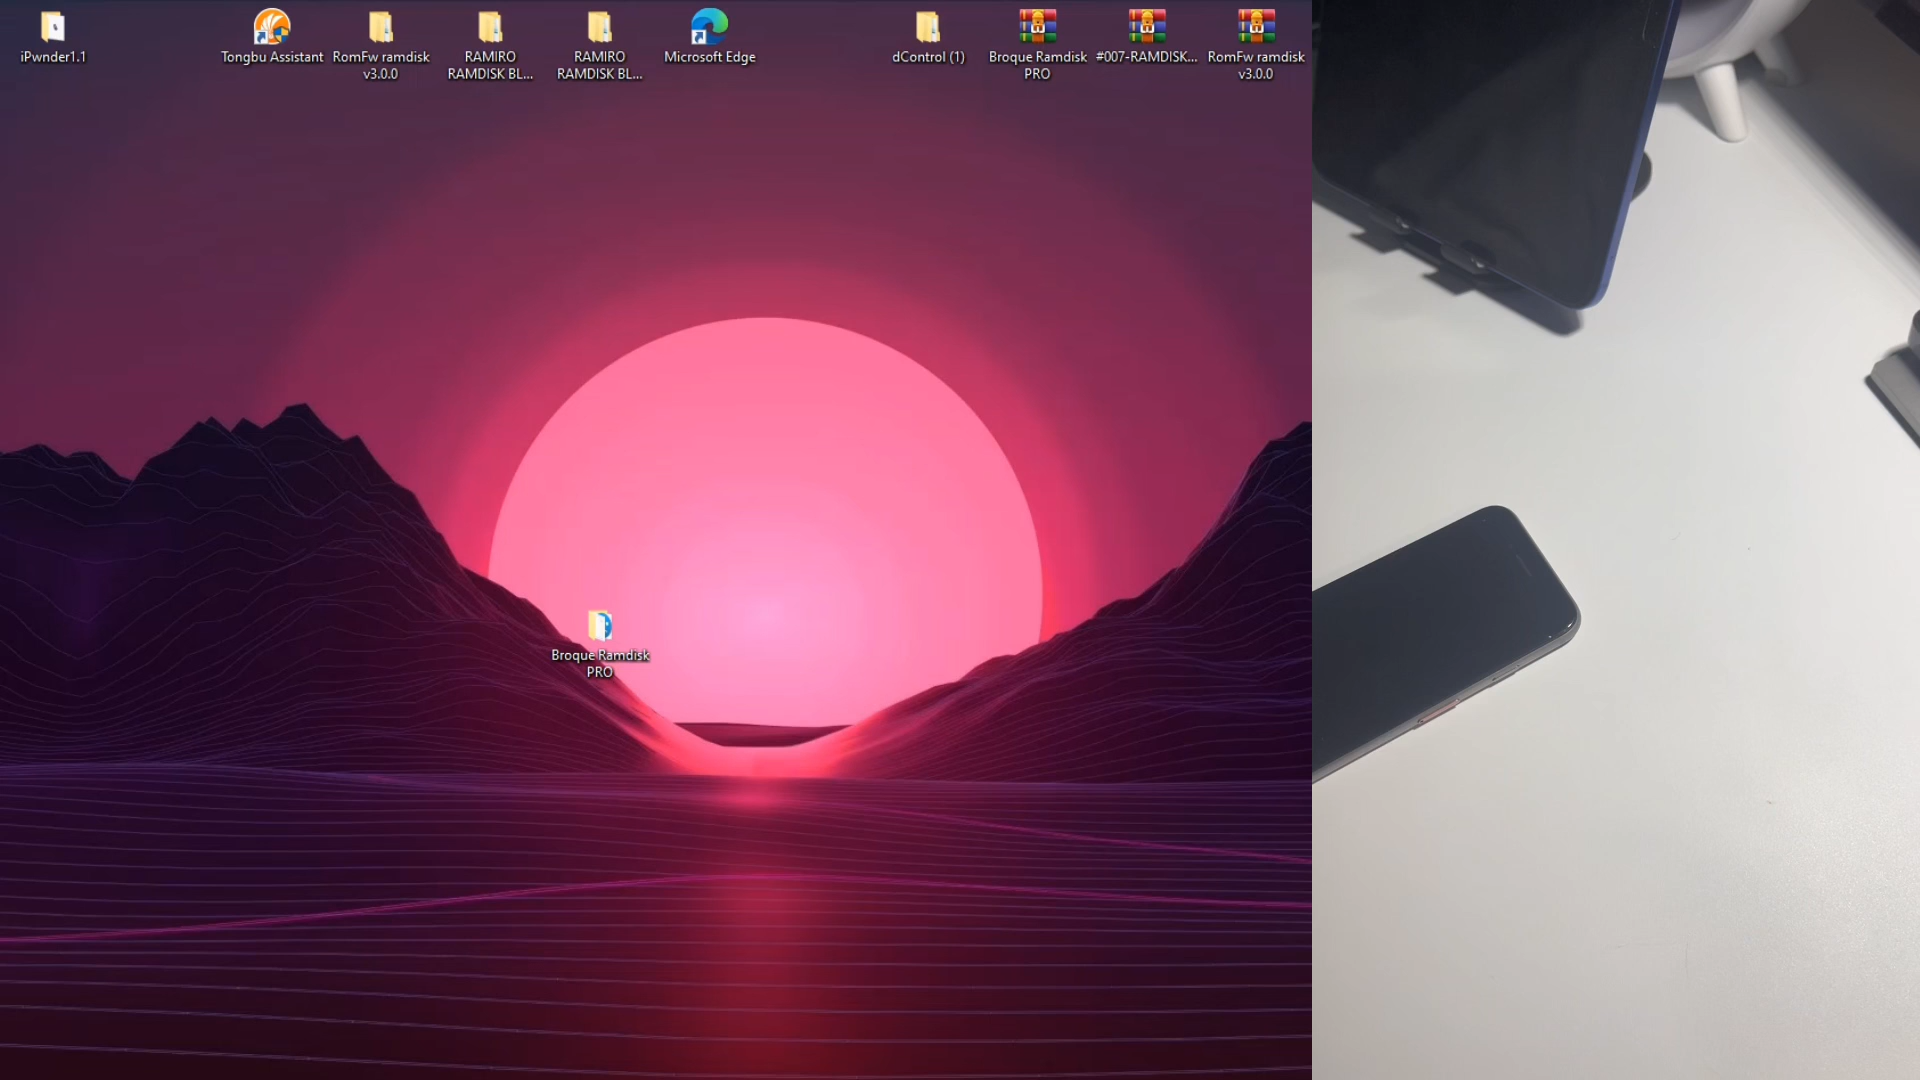 iPwnder1.1
Tongbu Assistant
RomFw ramdisk
v3.0.0
RAMIRO
RAMDISK BL...
RAMIRO
RAMDISK BL...
Microsoft Edge
dControl (1)
Broque Ramdisk
PRO
#007-RAMDISK...
RomFw ramdisk
v3.0.0
Broque Ramdisk
PRO